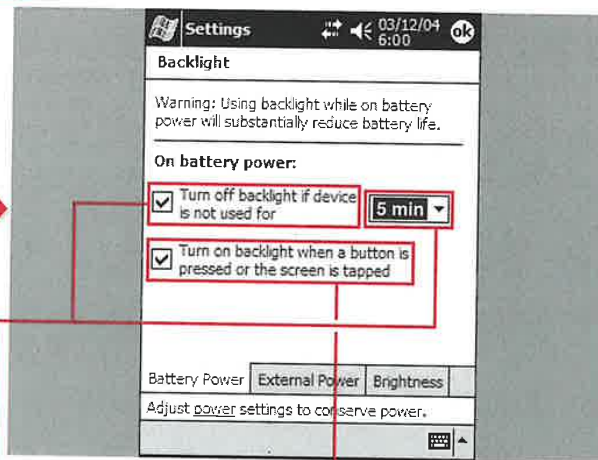 Settings
03/12/04
6:00
ok
Backlight
Warning: Using backlight while on battery
power will substantially reduce battery life.
On battery power:
Turn off backlight if device
is not used for
5 min
Turn on backlight when a button is
pressed or the screen is tapped
Battery Power
External Power
Brightness
Adjust power settings to conserve power.